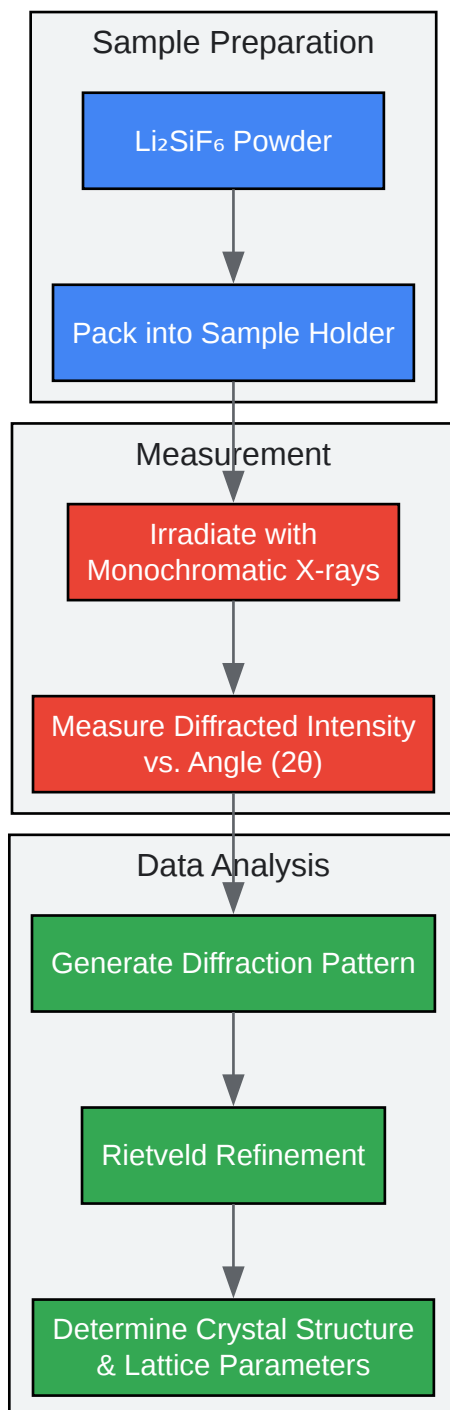 Sample Preparation
Li₂SiF₆ Powder
Pack into Sample Holder
Measurement
Irradiate with
Monochromatic X-rays
Measure Diffracted Intensity
vs. Angle (2θ)
Data Analysis
Generate Diffraction Pattern
Rietveld Refinement
Determine Crystal Structure
& Lattice Parameters